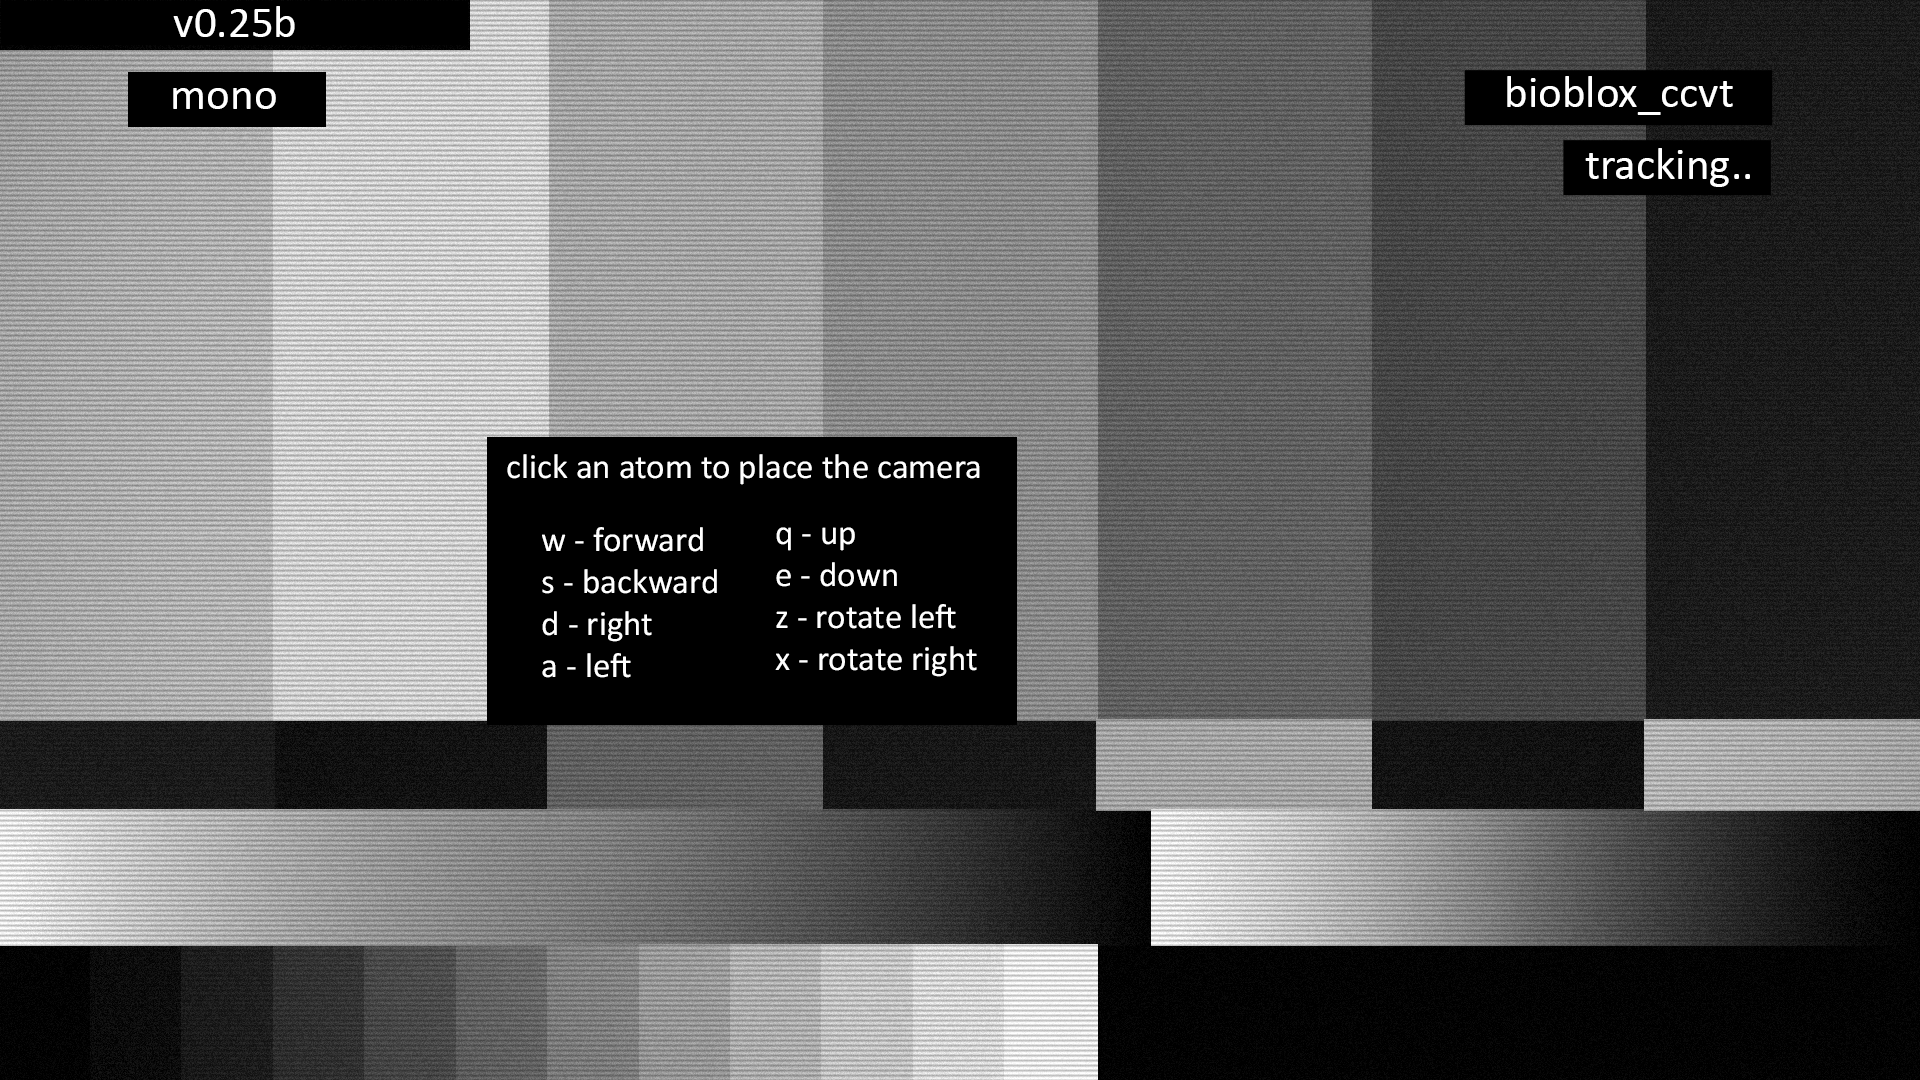 v0.25b
mono
bioblox_ccvt
tracking..
click an atom to place the camera
w - forward
s - backward
d - right
a - left
q - up
e - down
z - rotate left
x - rotate right